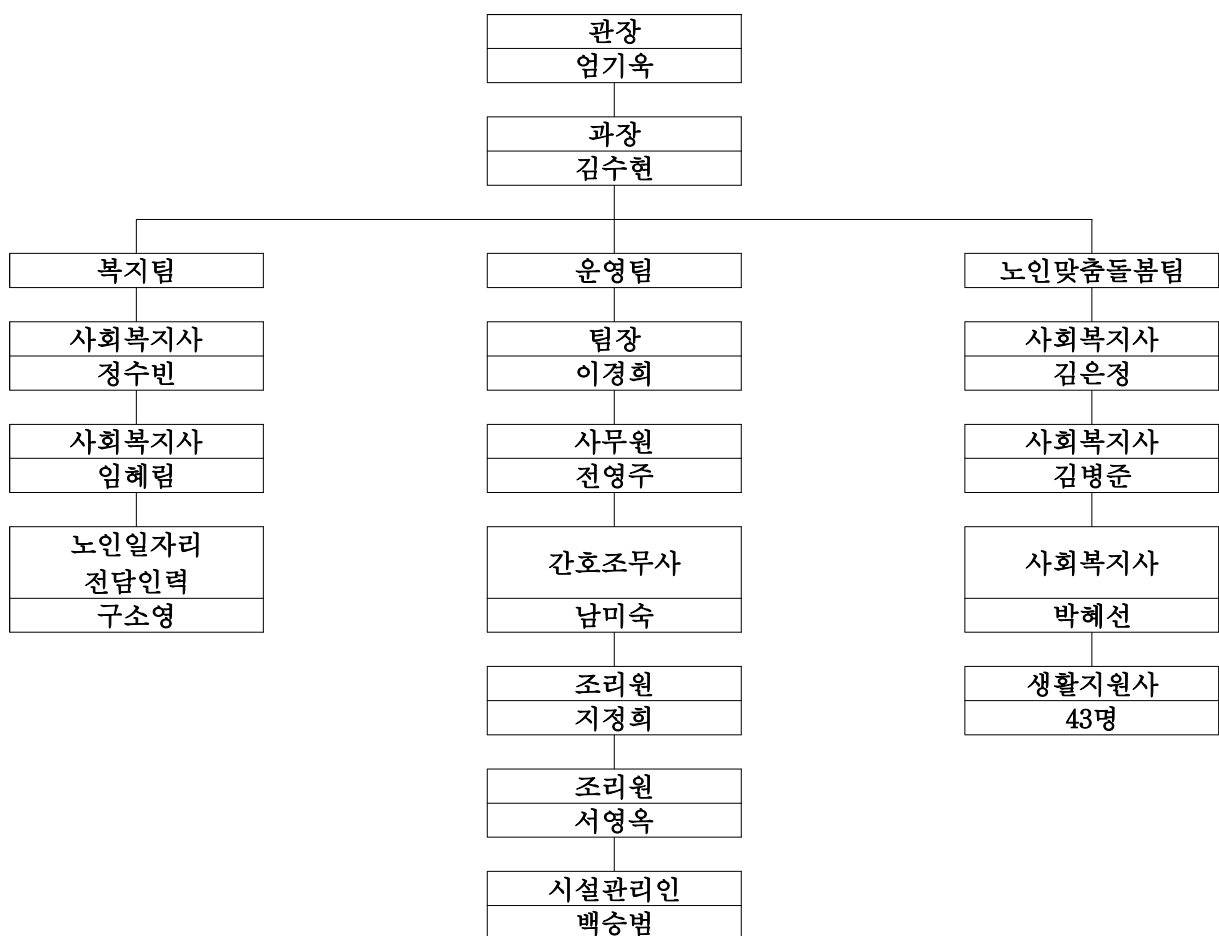 관장
엄기욱
과장
김수현
복지팀
운영팀
노인맞춤돌봄팀
사회복지사
정수빈
팀장
이경희
사회복지사
김은정
사회복지사
임혜림
사무원
전영주
사회복지사
김병준
노인일자리
전담인력
구소영
간호조무사
남미숙
사회복지사
박혜선
조리원
지정희
생활지원사
43명
조리원
서영옥
시설관리인
백승범